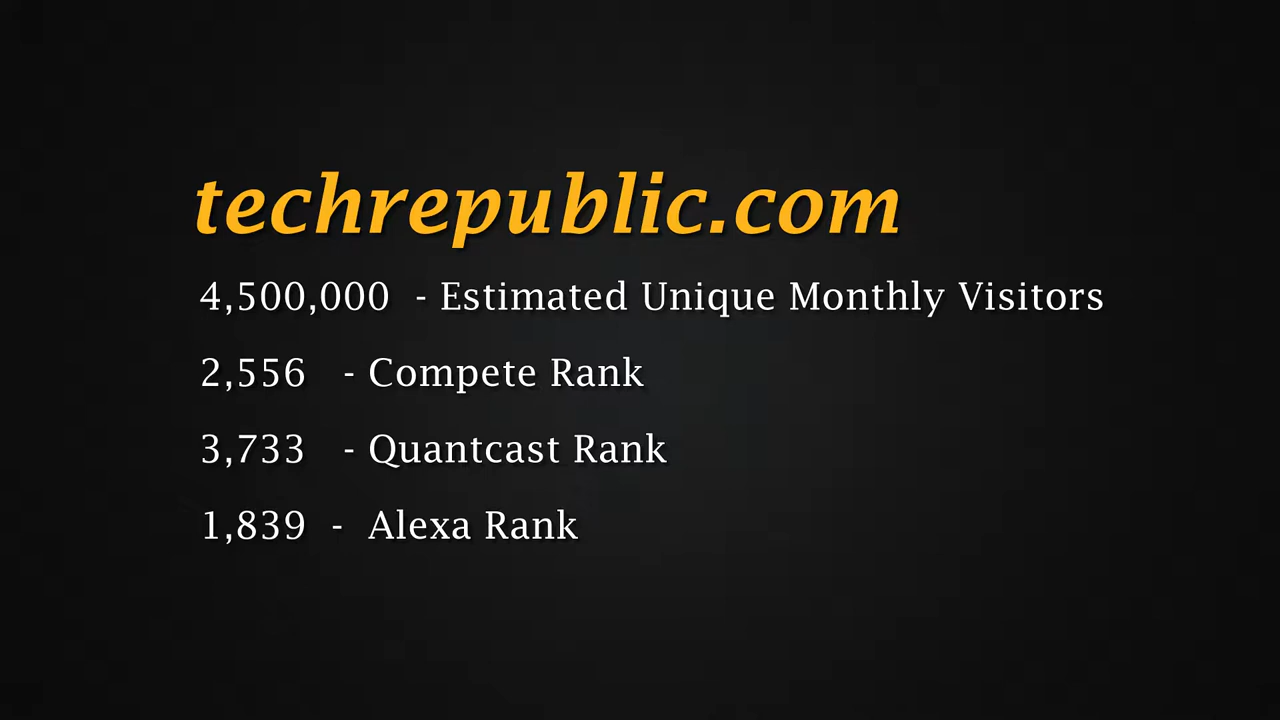 techrepublic.com
4,500,000 - Estimated Unique Monthly Visitors
2,556 - Compete Rank
3,733 - Quantcast Rank
1,839 - Alexa Rank